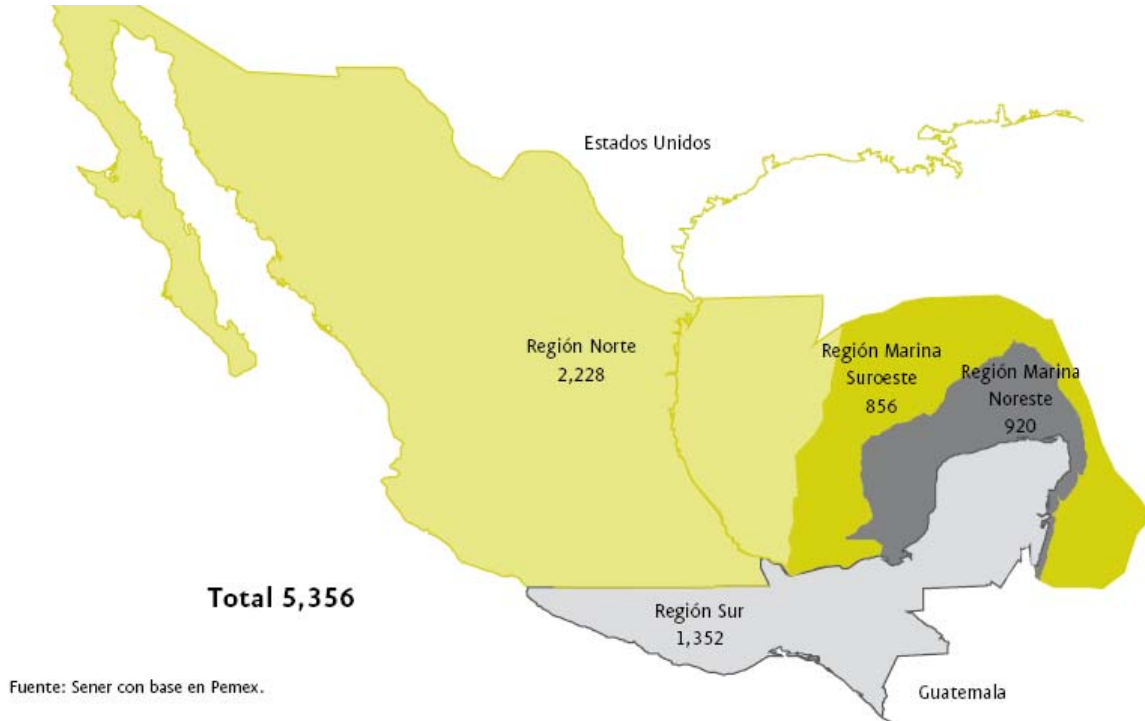 Estados Unidos
Región Norte
2,228
Región Marina
Suroeste
856
Región Marina
Noreste
920
Total 5,356
Región Sur
1,352
Guatemala
Fuente: Sener con base en Pemex.